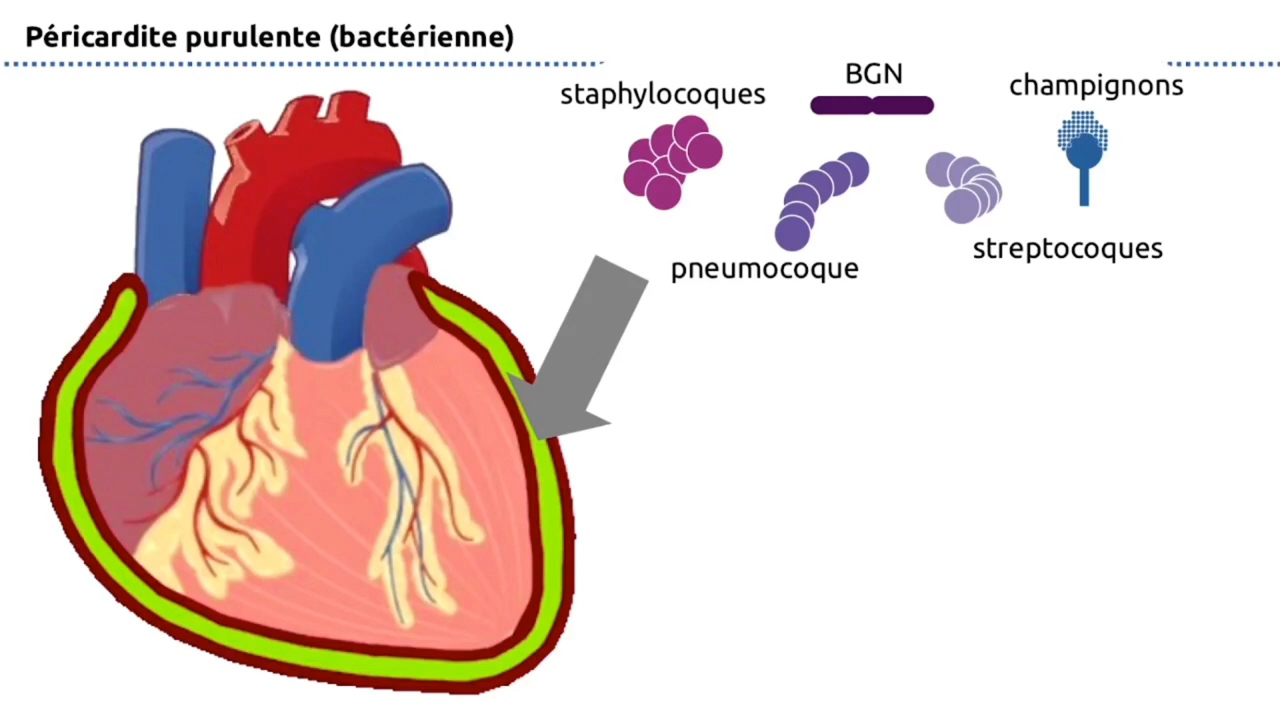 Péricardite purulente (bactérienne)
staphylocoques
BGN
champignons
pneumocoque
streptocoques